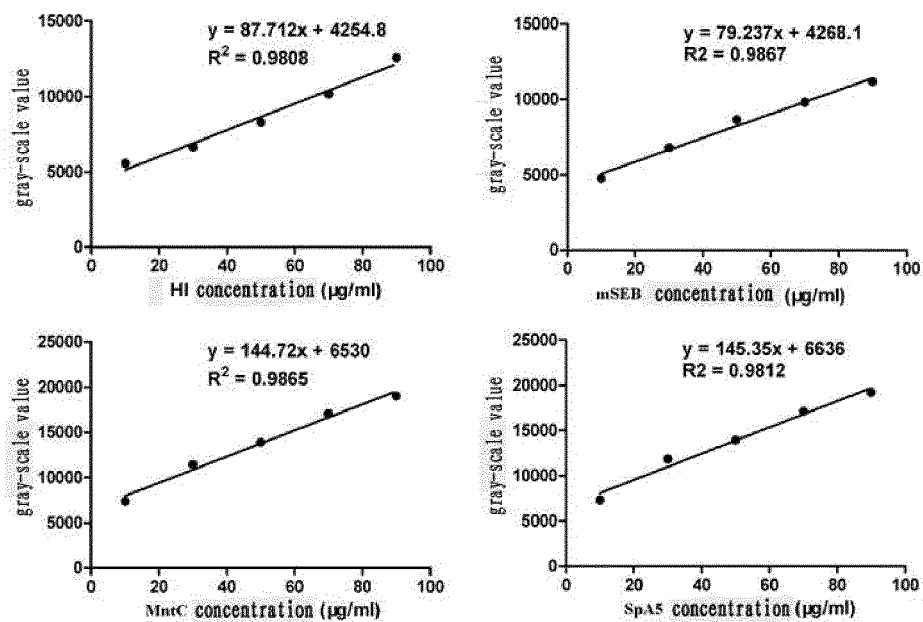 y = 87.712x + 4254.8
R² = 0.9808
gray-scale value
15000
10000
5000
0
0 20 40 60 80 100
HI concentration (µg/ml)
y = 79.237x + 4268.1
R2 = 0.9867
gray-scale value
15000
10000
5000
0
0 20 40 60 80 100
mSEB concentration (µg/ml)
y = 144.72x + 6530
R² = 0.9865
gray-scale value
25000
20000
15000
10000
5000
0
0 20 40 60 80 100
MntC concentration (µg/ml)
y = 145.35x + 6636
R2 = 0.9812
gray-scale value
25000
20000
15000
10000
5000
0
0 20 40 60 80 100
SpA5 concentration (µg/ml)